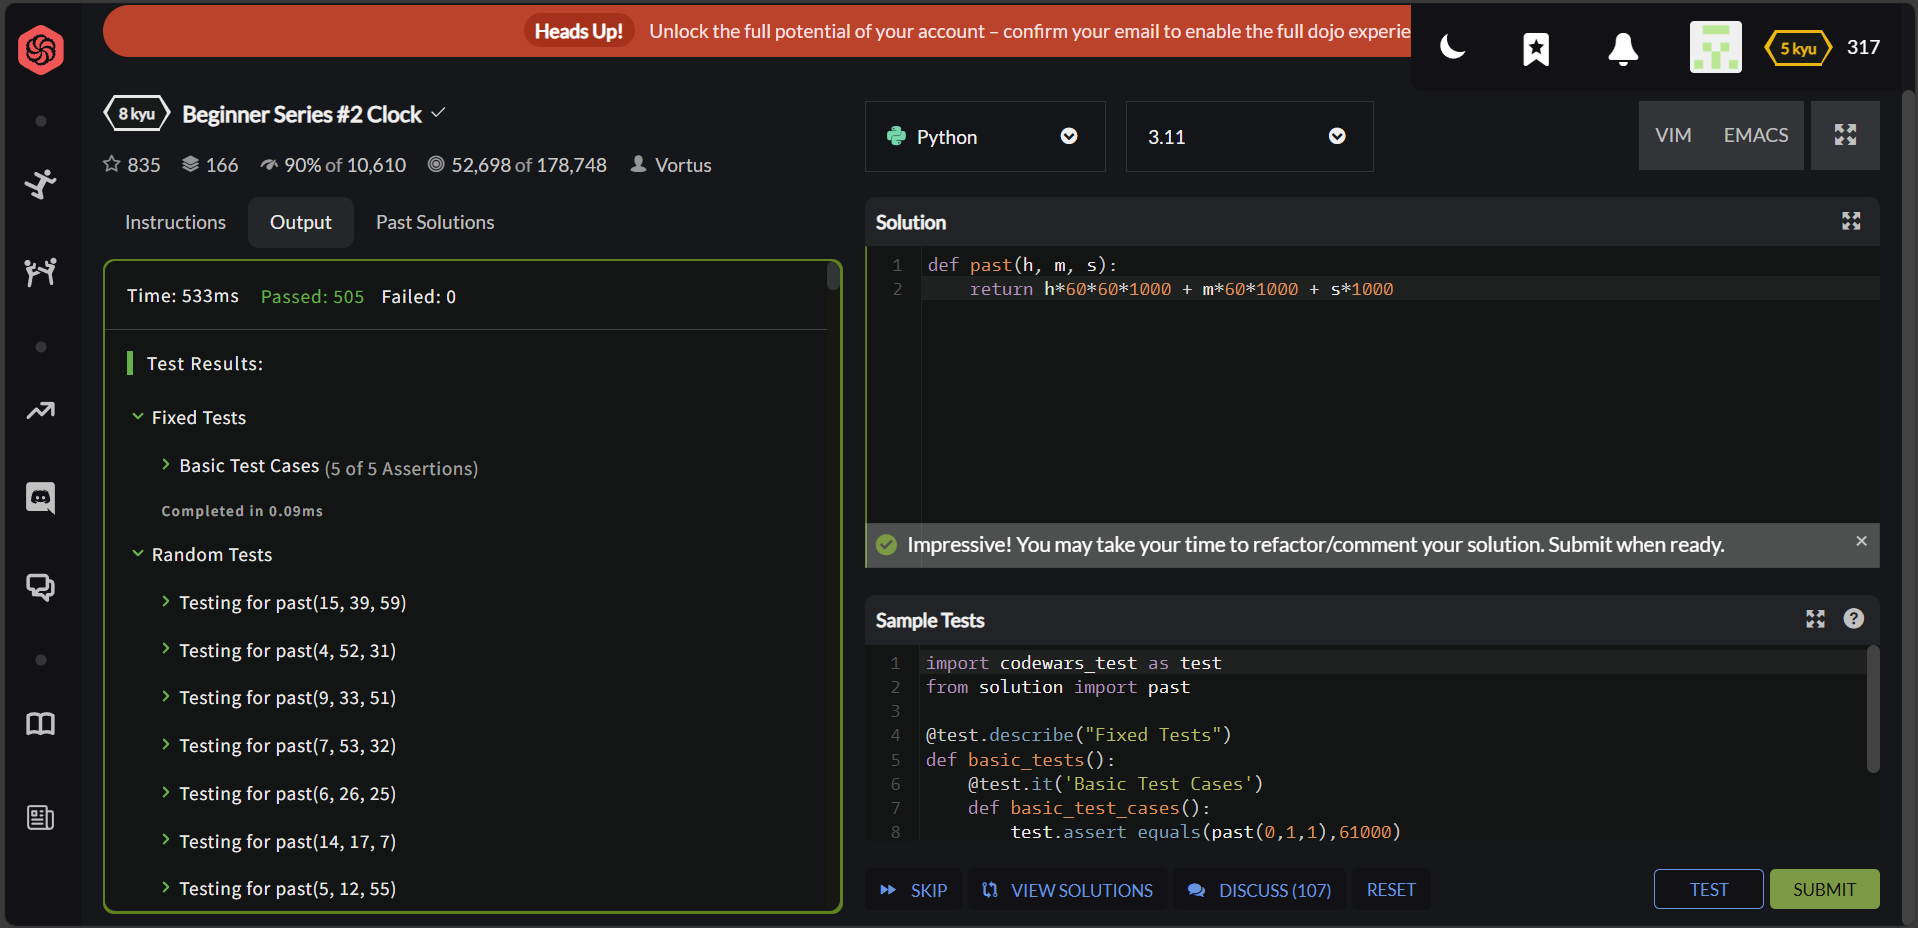 Heads Up! Unlock the full potential of your account – confirm your email to enable the full dojo experie
5 kyu 317
8 kyu Beginner Series #2 Clock
835 166 90% of 10,610 52,698 of 178,748 Vortus
Python
3.11
VIM EMACS
Instructions Output Past Solutions
Time: 533ms Passed: 505 Failed: 0
Test Results:
Fixed Tests
Basic Test Cases (5 of 5 Assertions)
Completed in 0.09ms
Random Tests
Testing for past(15, 39, 59)
Testing for past(4, 52, 31)
Testing for past(9, 33, 51)
Testing for past(7, 53, 32)
Testing for past(6, 26, 25)
Testing for past(14, 17, 7)
Testing for past(5, 12, 55)
Solution
1 def past(h, m, s):
2     return h*60*60*1000 + m*60*1000 + s*1000
Impressive! You may take your time to refactor/comment your solution. Submit when ready.
Sample Tests
1 import codewars_test as test
2 from solution import past
3
4 @test.describe("Fixed Tests")
5 def basic_tests():
6     @test.it('Basic Test Cases')
7     def basic_test_cases():
8         test.assert_equals(past(0,1,1),61000)
SKIP VIEW SOLUTIONS DISCUSS (107) RESET TEST SUBMIT